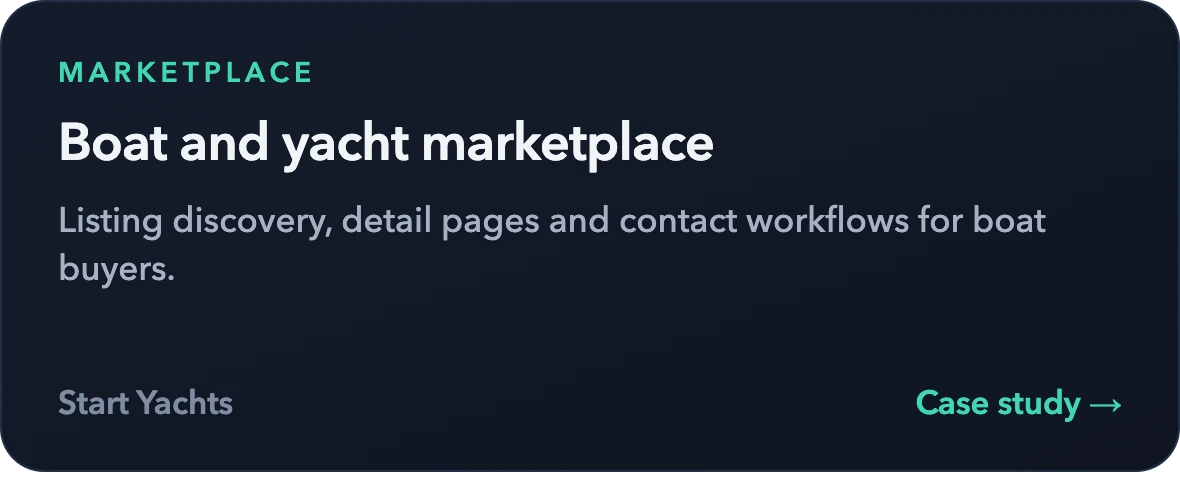 MARKETPLACE
Boat and yacht marketplace
Listing discovery, detail pages and contact workflows for boat
buyers.
Start Yachts
Case study →